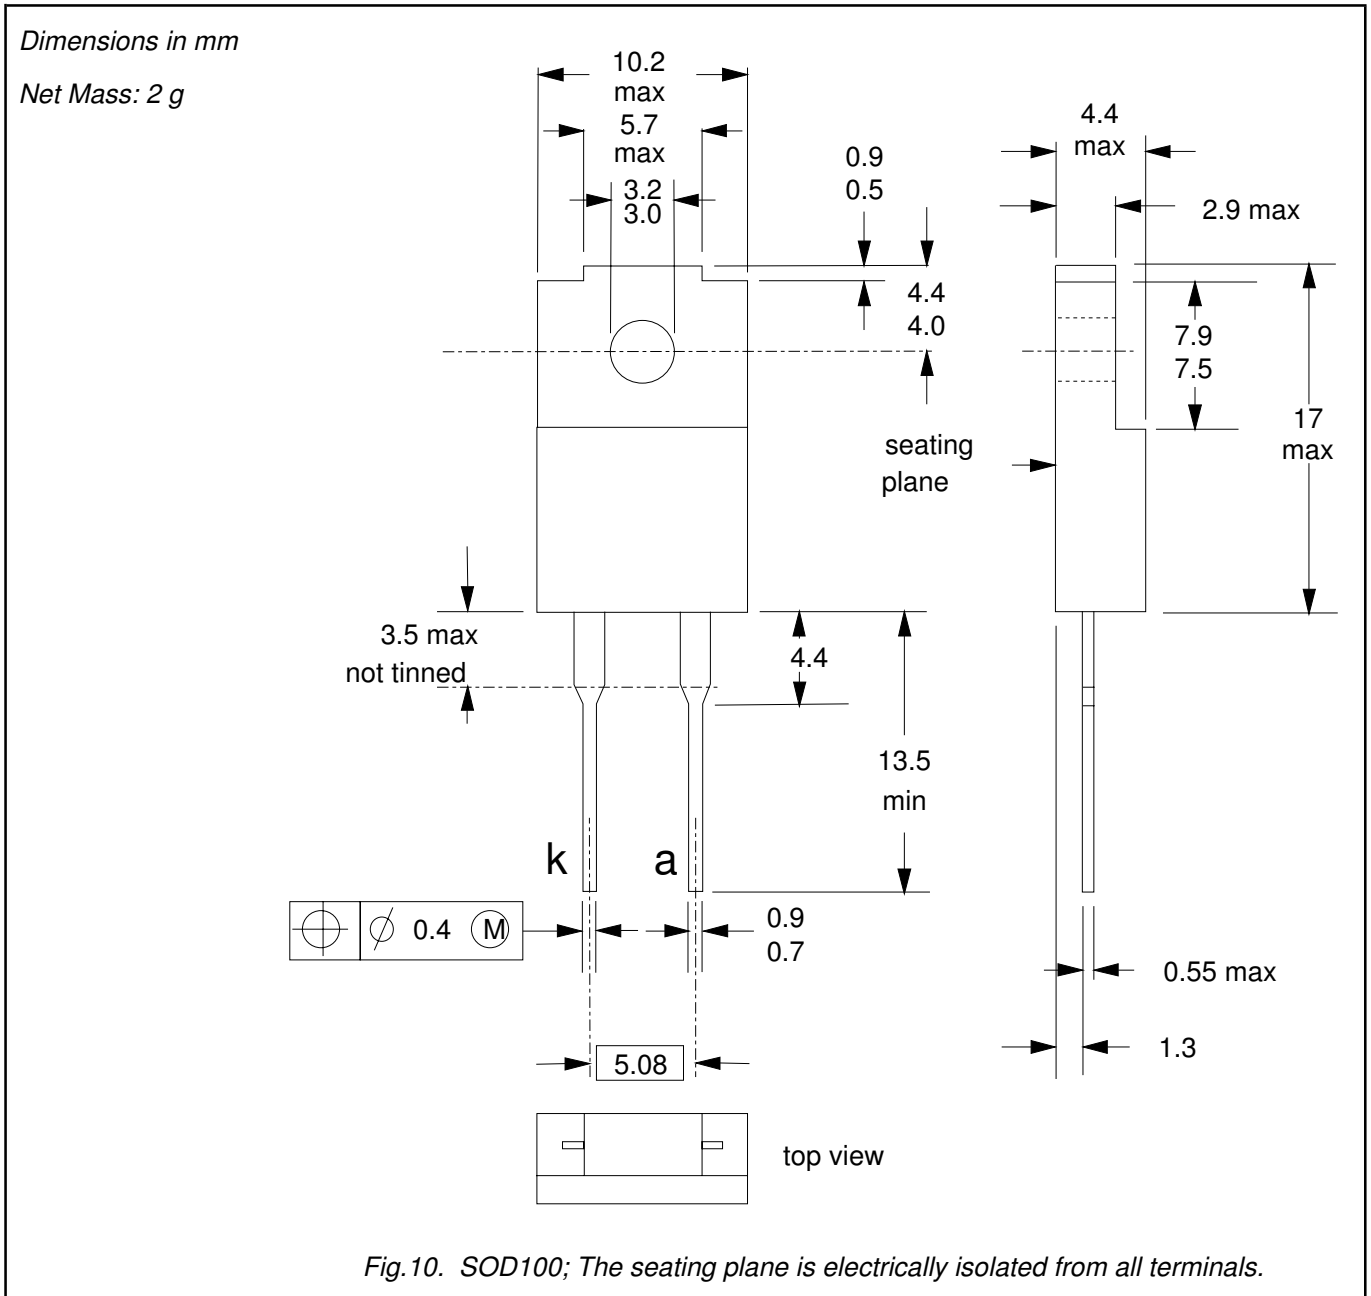 Dimensions in mm
Net Mass: 2 g
10.2
max
5.7
max
3.2
3.0
0.9
0.5
4.4
4.0
4.4
max
2.9 max
7.9
7.5
17
max
seating
plane
3.5 max
not tinned
4.4
13.5
min
k
a
⌖ ⌀ 0.4 Ⓜ
0.9
0.7
0.55 max
1.3
5.08
top view
Fig.10. SOD100; The seating plane is electrically isolated from all terminals.